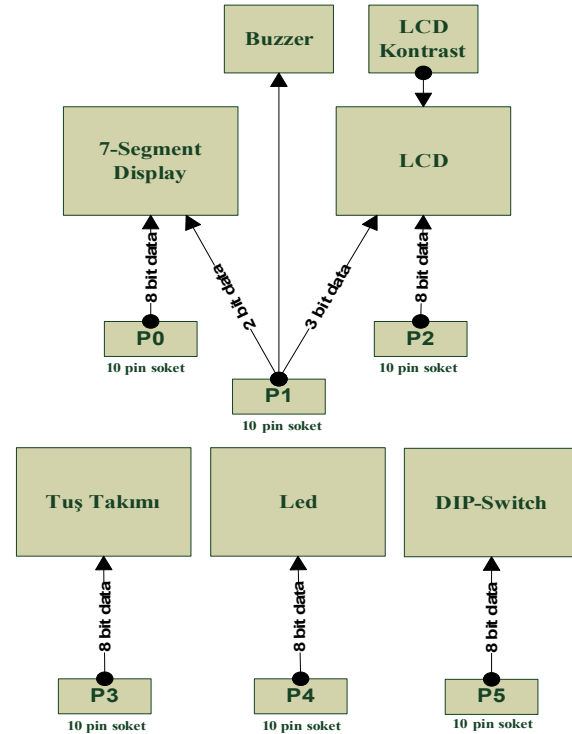 Buzzer
LCD
Kontrast
7-Segment
Display
LCD
8 bit data
2 bit data
3 bit data
8 bit data
P0
10 pin soket
P2
10 pin soket
P1
10 pin soket
Tuş Takımı
Led
DIP-Switch
8 bit data
8 bit data
8 bit data
P3
10 pin soket
P4
10 pin soket
P5
10 pin soket